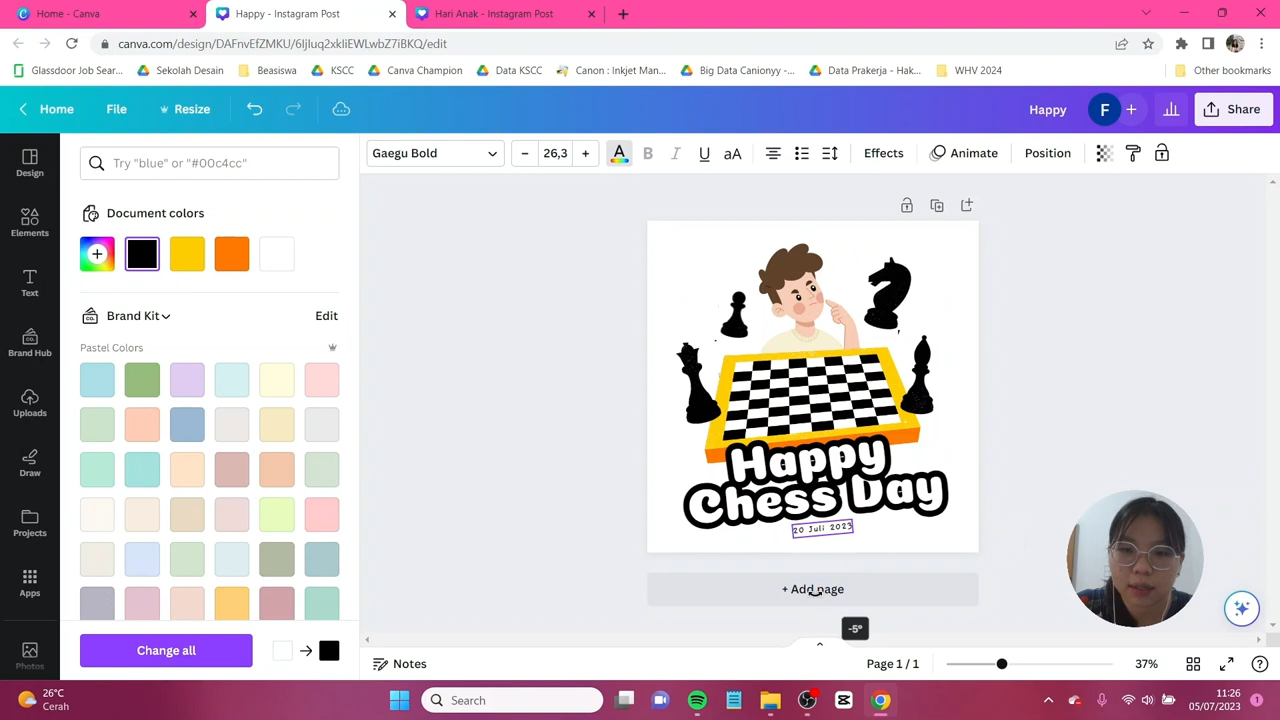 Home - Canva
Happy - Instagram Post
Hari Anak - Instagram Post
canva.com/design/DAFnvEfZMKU/6IjIuq2xkIiEWLwbZ7iBKQ/edit
Glassdoor Job Sear...
Sekolah Desain
Beasiswa
KSCC
Canva Champion
Data KSCC
Canon : Inkjet Man...
Big Data Canionyy -...
Data Prakerja - Hak...
WHV 2024
Other bookmarks
Home
File
Resize
Happy
F
Share
Design
Elements
Text
Brand Hub
Uploads
Draw
Projects
Apps
Photos
Try "blue" or "#00c4cc"
Document colors
Brand Kit
Edit
Pastel Colors
Change all
Gaegu Bold
26,3
A
B
I
U
aA
Effects
Animate
Position
Happy
Chess Day
20 Juli 2023
+ Add page
-5°
Notes
Page 1 / 1
37%
26°C
Cerah
Search
11:26
05/07/2023
1